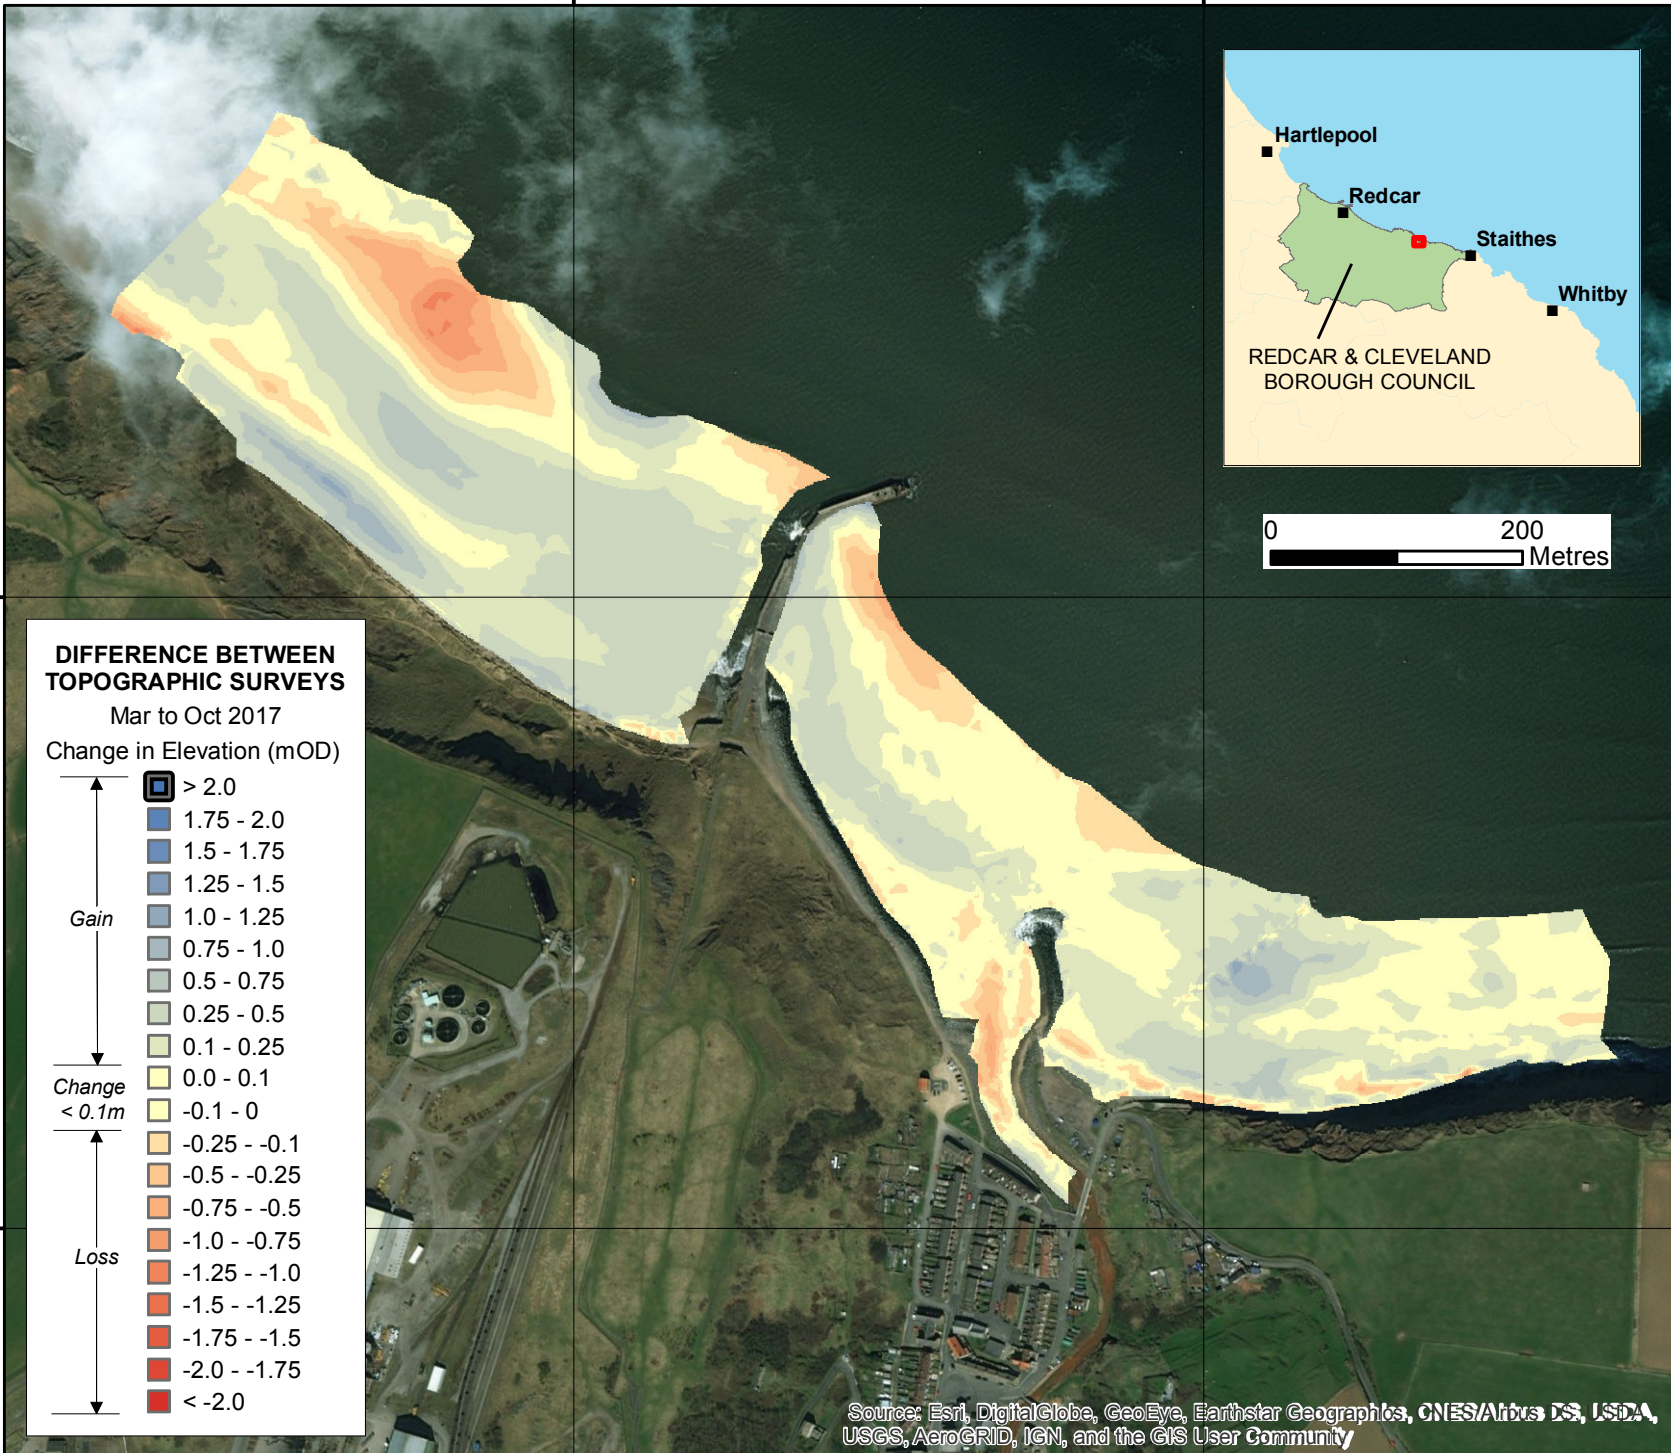 Hartlepool
Redcar
Staithes
Whitby
REDCAR & CLEVELAND
BOROUGH COUNCIL
0 200
Metres
DIFFERENCE BETWEEN
TOPOGRAPHIC SURVEYS
Mar to Oct 2017
Change in Elevation (mOD)
> 2.0
1.75 - 2.0
1.5 - 1.75
1.25 - 1.5
Gain
1.0 - 1.25
0.75 - 1.0
0.5 - 0.75
0.25 - 0.5
0.1 - 0.25
Change
< 0.1m
0.0 - 0.1
-0.1 - 0
-0.25 - -0.1
-0.5 - -0.25
-0.75 - -0.5
-1.0 - -0.75
Loss
-1.25 - -1.0
-1.5 - -1.25
-1.75 - -1.5
-2.0 - -1.75
< -2.0
Source: Esri, DigitalGlobe, GeoEye, Earthstar Geographics, CNES/Airbus DS, USDA,
USGS, AeroGRID, IGN, and the GIS User Community